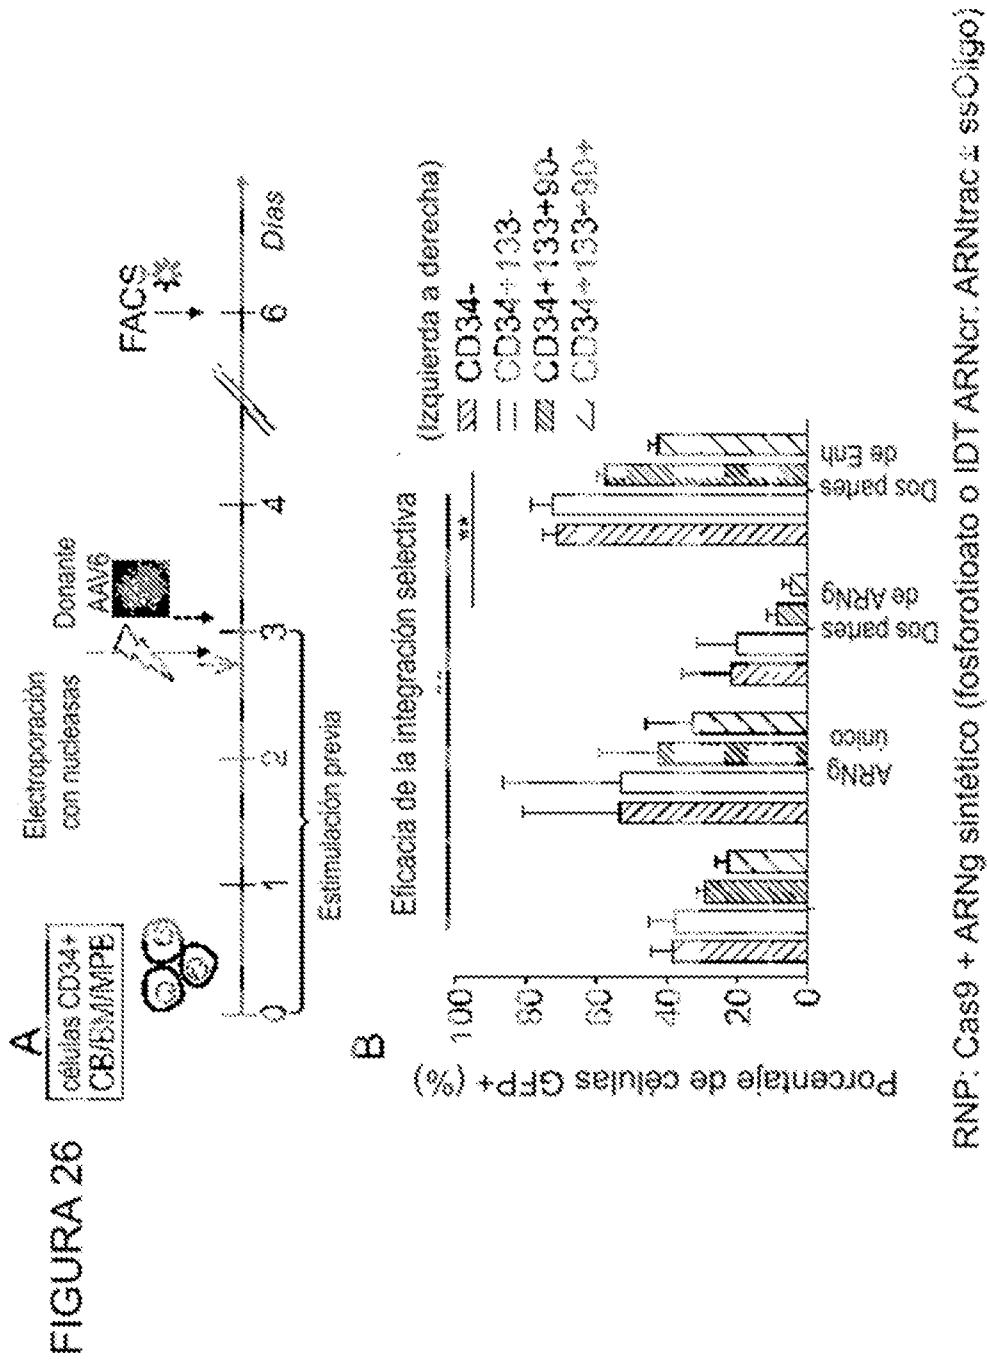 FIGURA 26
A
células CD34+
CB/BM/MPB
Electroporación
con nucleasas
Donante
AAV6
FACS
0
1
2
3
4
6
Días
Estimulación previa
B
Eficacia de la integración selectiva
(Izquierda a derecha)
CD34-
CD34+133-
CD34+133+90-
CD34+133+90+
**
Porcentaje de células GFP+ (%)
100
80
60
40
20
0
ARNg
único
Dos partes
de ARNg
Dos partes
de Enh
RNP: Cas9 + ARNg sintético (fosforotioato o IDT ARNcr: ARNtrac ± ssOligo)